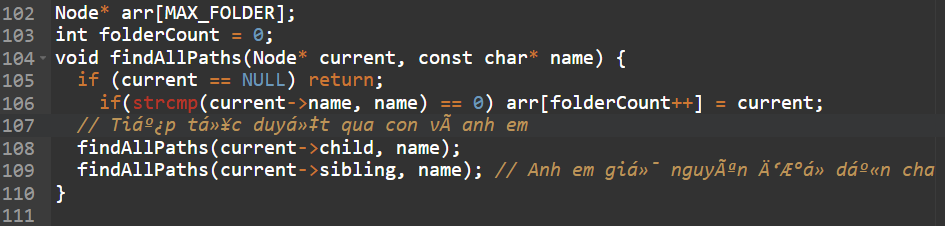 102 Node* arr[MAX_FOLDER];
103 int folderCount = 0;
104 void findAllPaths(Node* current, const char* name) {
105 if (current == NULL) return;
106 if(strcmp(current->name, name) == 0) arr[folderCount++] = current;
107 // Tiáº¿p tá»¥c duyá»‡t qua con vÃ anh em
108 findAllPaths(current->child, name);
109 findAllPaths(current->sibling, name); // Anh em giá»¯ nguyÃªn Ä‘Æ°á» dáº«n cha
110 }
111